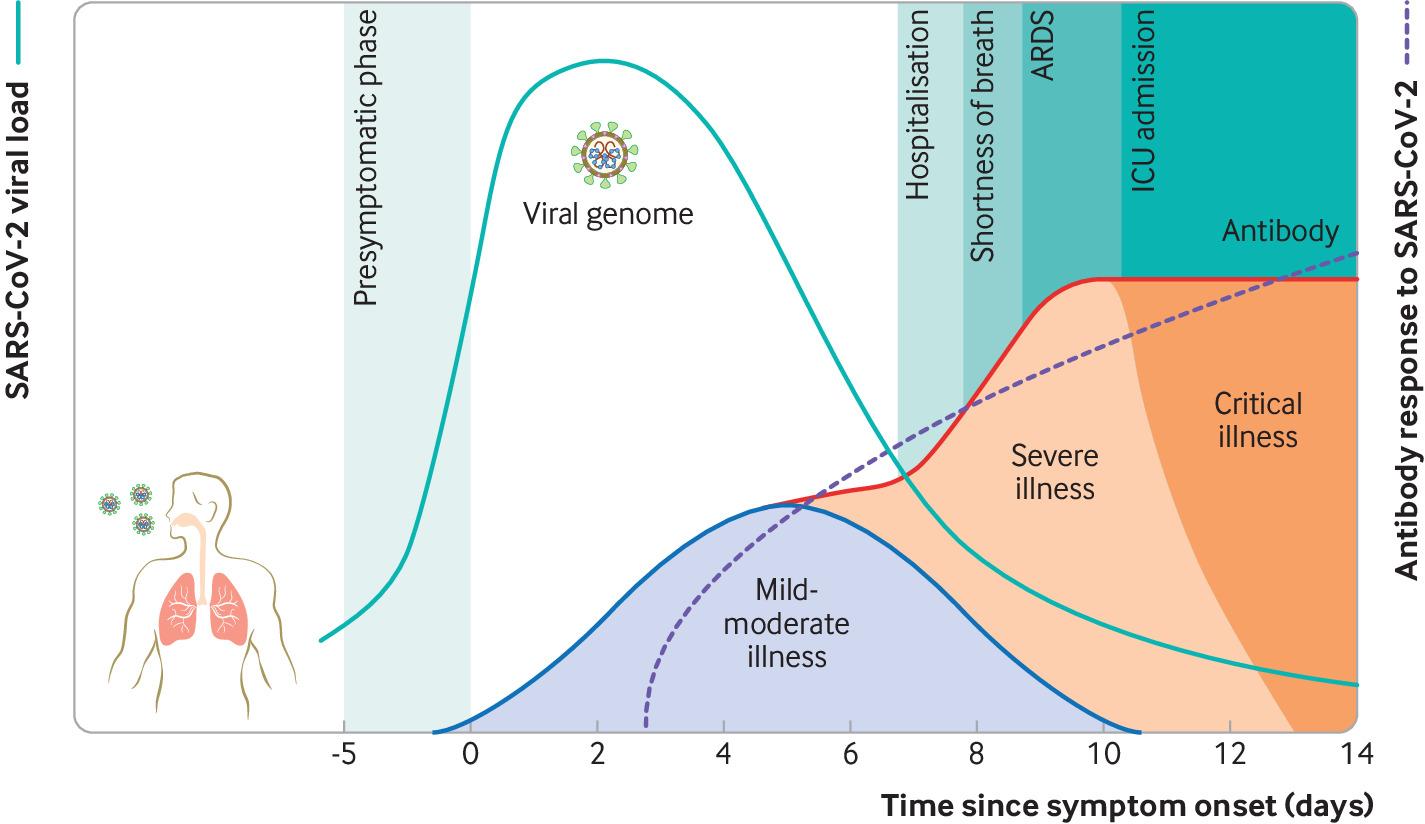 SARS-CoV-2 viral load
Presymptomatic phase
Viral genome
Hospitalisation
Shortness of breath
ARDS
ICU admission
Antibody
Antibody response to SARS-CoV-2
Critical
illness
Severe
illness
Mild-
moderate
illness
-5 0 2 4 6 8 10 12 14
Time since symptom onset (days)